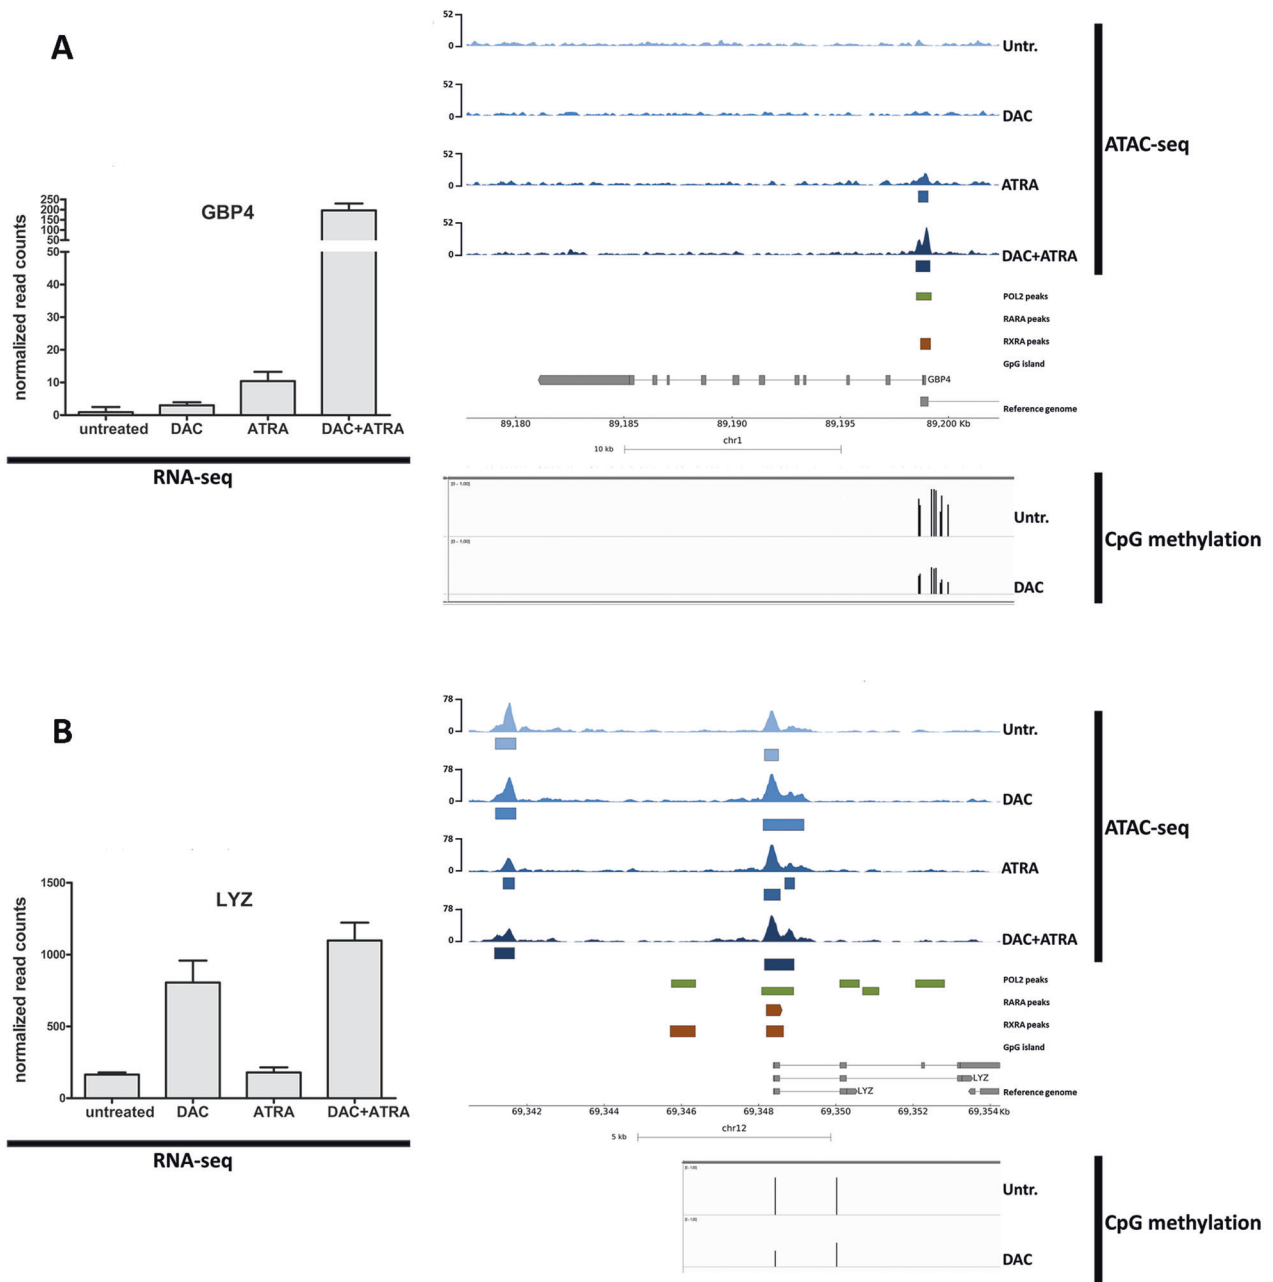 A
52
0
Untr.
52
0
DAC
ATAC-seq
52
0
ATRA
52
0
DAC+ATRA
GBP4
normalized read counts
250
200
150
100
50
50
40
30
20
10
0
untreated DAC ATRA DAC+ATRA
RNA-seq
POL2 peaks
RARA peaks
RXRA peaks
GpG island
GBP4
Reference genome
89,180 89,185 89,190 89,195 89,200 Kb
chr1
10 kb
[0 - 1.00]
Untr.
[0 - 1.00]
DAC
CpG methylation
B
78
0
Untr.
78
0
DAC
ATAC-seq
78
0
ATRA
78
0
DAC+ATRA
LYZ
normalized read counts
1500
1000
500
0
untreated DAC ATRA DAC+ATRA
RNA-seq
POL2 peaks
RARA peaks
RXRA peaks
GpG island
LYZ
LYZ
Reference genome
69,342 69,344 69,346 69,348 69,350 69,352 69,354 Kb
chr12
5 kb
Untr.
DAC
CpG methylation